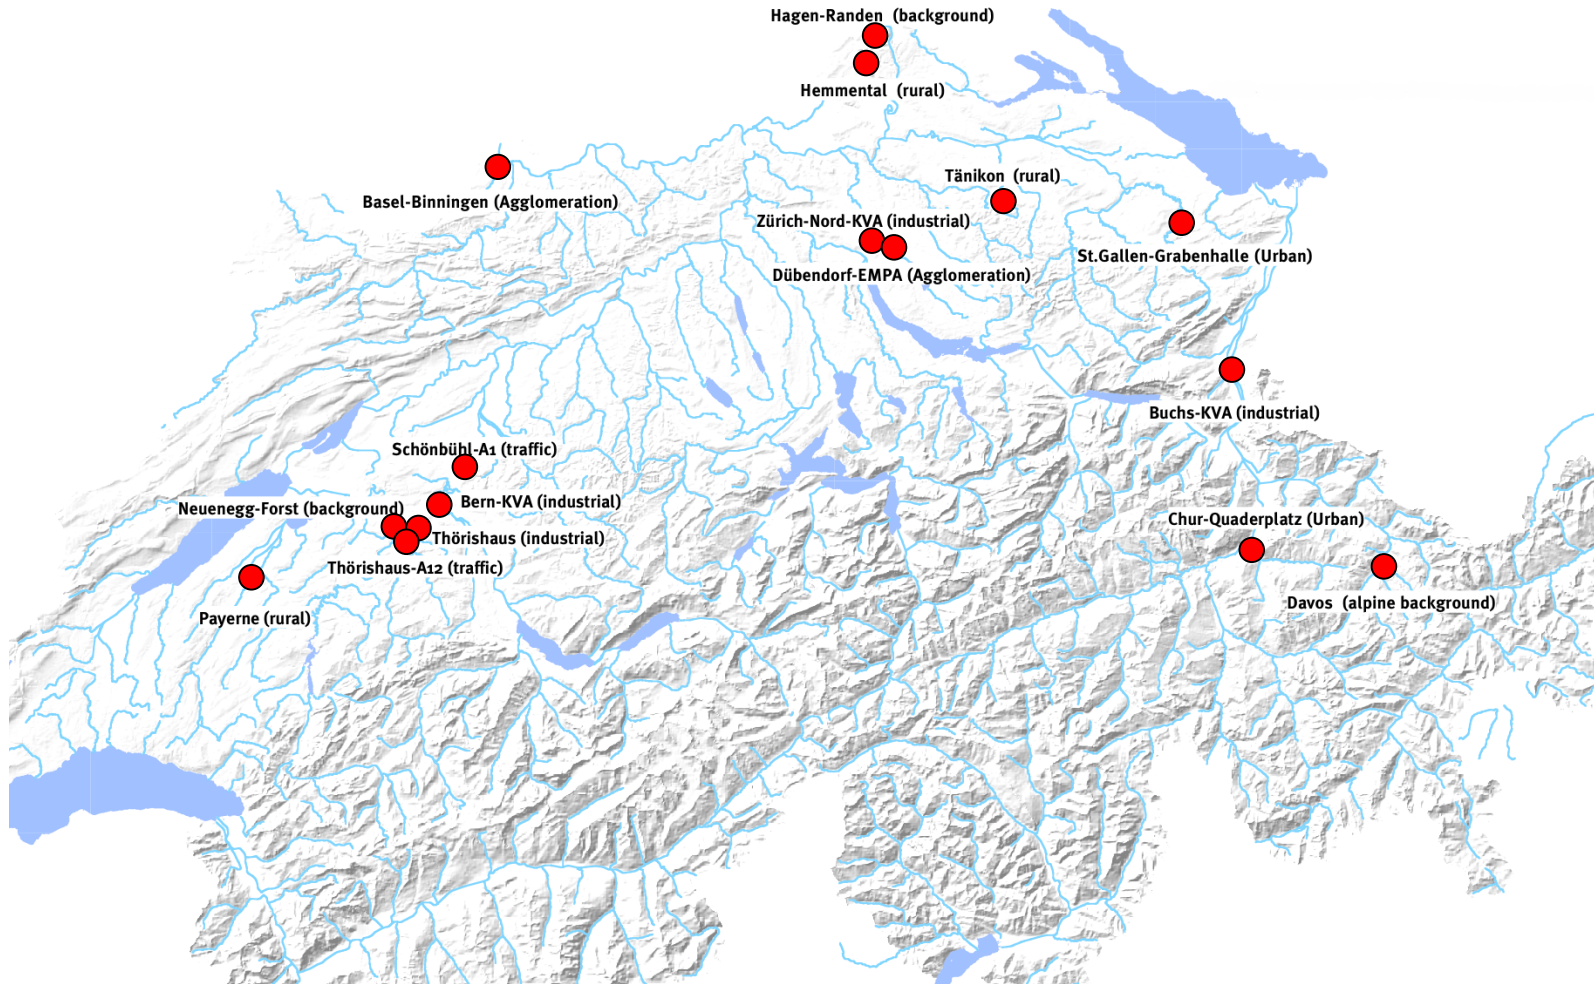 Hagen-Randen (background)
Hemmental (rural)
Tänikon (rural)
Basel-Binningen (Agglomeration)
Zürich-Nord-KVA (industrial)
St.Gallen-Grabenhalle (Urban)
Dübendorf-EMPA (Agglomeration)
Buchs-KVA (industrial)
Schönbühl-A1 (traffic)
Bern-KVA (industrial)
Neuenegg-Forst (background)
Chur-Quaderplatz (Urban)
Thörishaus (industrial)
Thörishaus-A12 (traffic)
Davos (alpine background)
Payerne (rural)